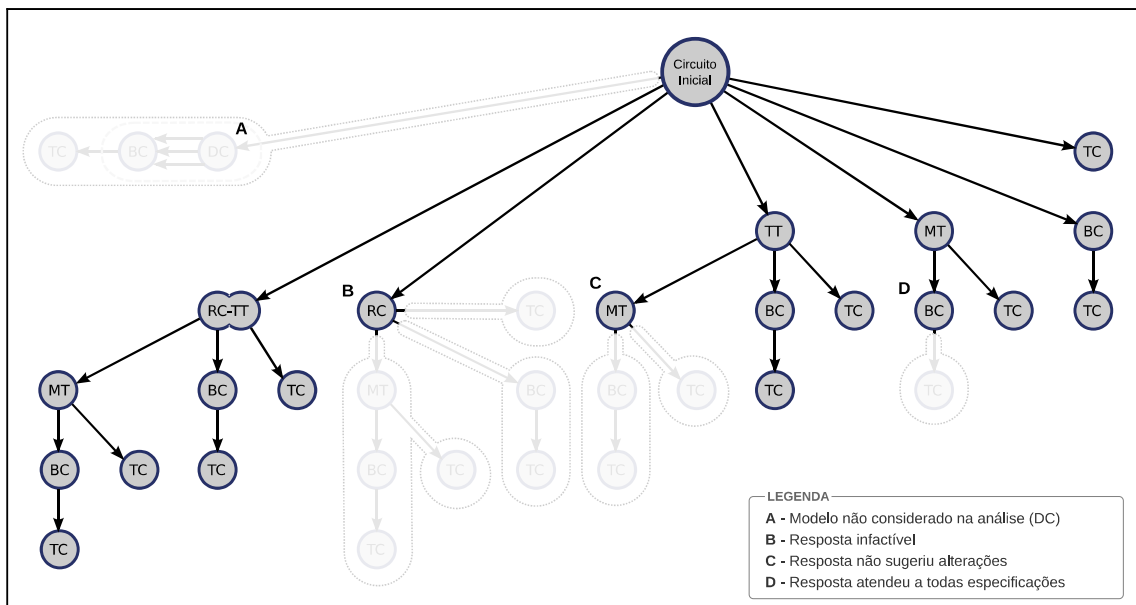 Circuito
Inicial
A
TC
BC
DC
TC
TT
MT
BC
RC-TT
B
RC
TC
C
MT
BC
TC
D
BC
TC
TC
MT
BC
TC
MT
BC
BC
TC
TC
TC
BC
TC
TC
BC
TC
TC
TC
TC
TC
TC
LEGENDA
A - Modelo não considerado na análise (DC)
B - Resposta infactível
C - Resposta não sugeriu alterações
D - Resposta atendeu a todas especificações